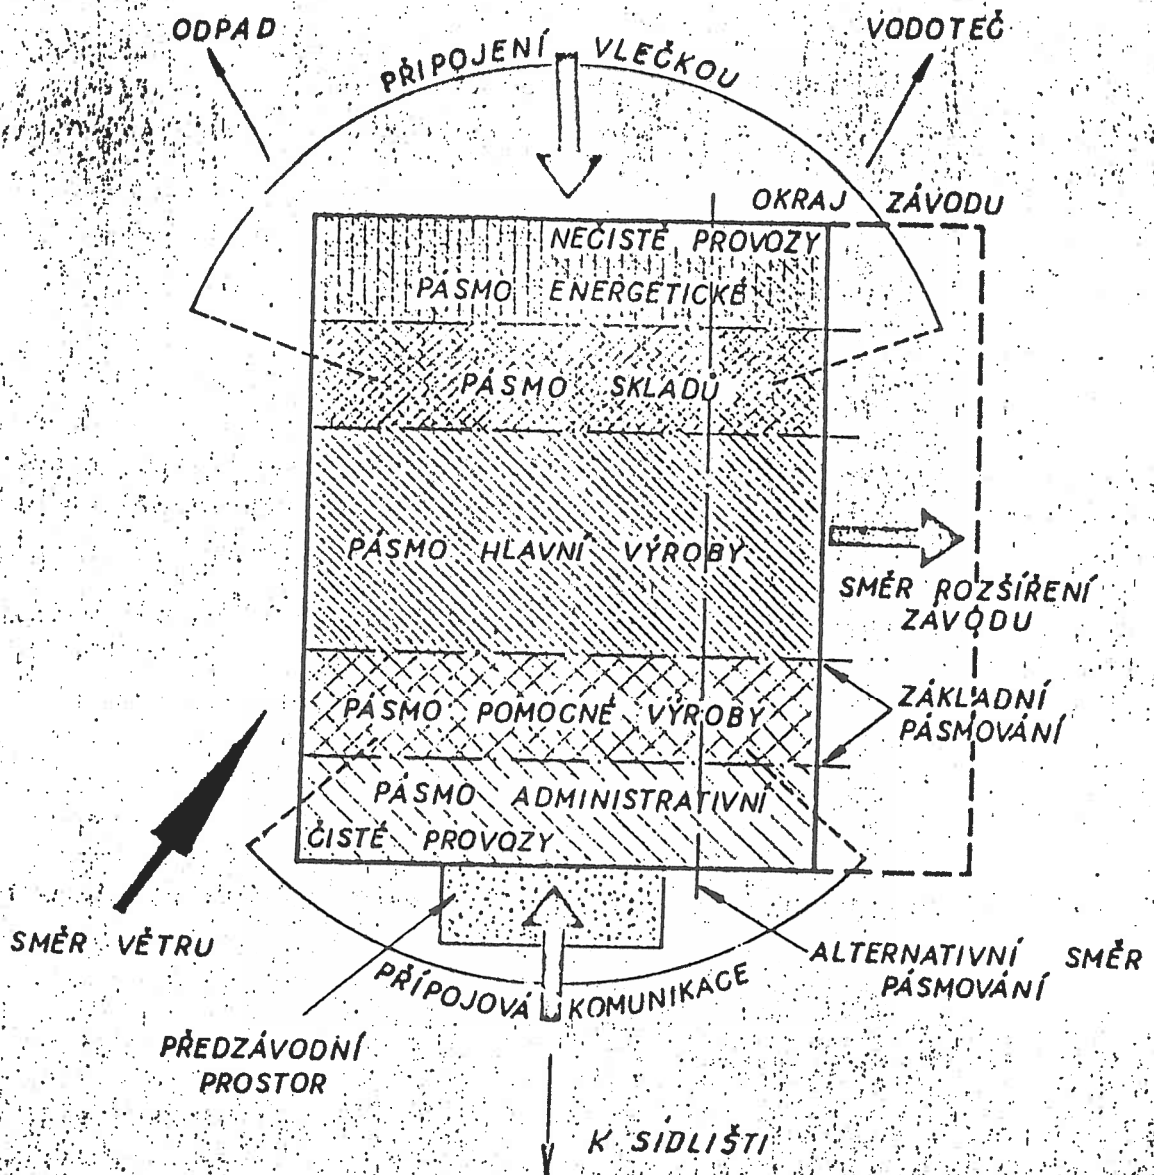 ODPAD
VODOTEČ
PŘIPOJENÍ VLEČKOU
OKRAJ ZÁVODU
NEČISTÉ PROVOZY
PÁSMO ENERGETICKÉ
PÁSMO SKLADŮ
PÁSMO HLAVNÍ VÝROBY
SMĚR ROZŠÍŘENÍ
ZÁVODU
ZÁKLADNÍ
PÁSMOVÁNÍ
PÁSMO POMOCNÉ VÝROBY
PÁSMO ADMINISTRATIVNÍ
ČISTÉ PROVOZY
SMĚR VĚTRU
ALTERNATIVNÍ SMĚR
PÁSMOVÁNÍ
PŘÍPOJOVÁ KOMUNIKACE
PŘEDZÁVODNÍ
PROSTOR
K SÍDLIŠTI